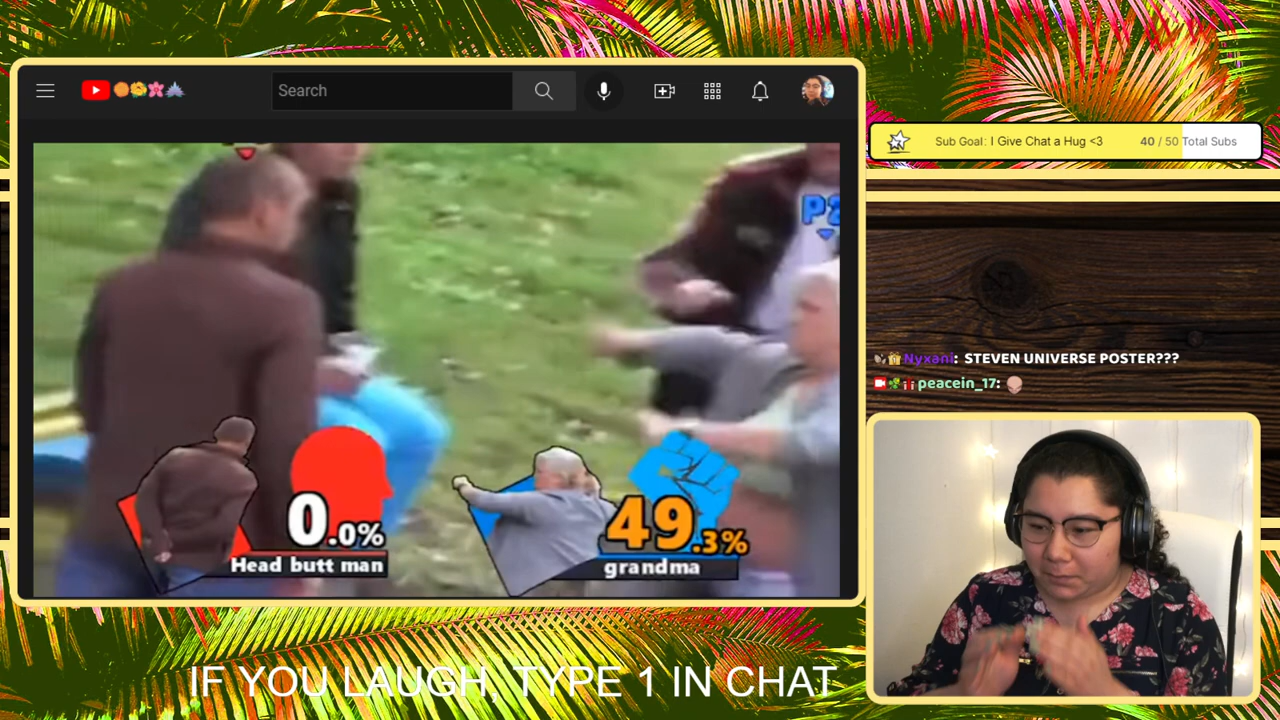 Search
Sub Goal: I Give Chat a Hug <3 40 / 50 Total Subs
P2
Nyxani: STEVEN UNIVERSE POSTER???
peacein_17:
0.0%
Head butt man
49.3%
grandma
IF YOU LAUGH, TYPE 1 IN CHAT